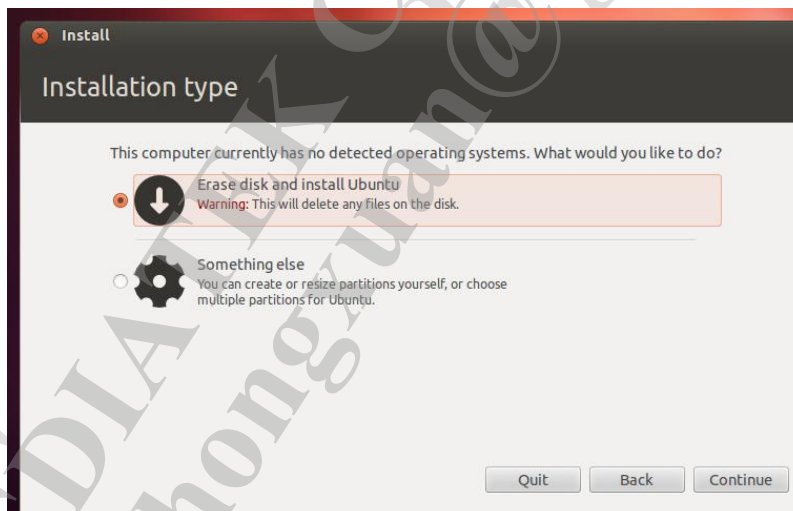 Install
Installation type
This computer currently has no detected operating systems. What would you like to do?
Erase disk and install Ubuntu
Warning: This will delete any files on the disk.
Something else
You can create or resize partitions yourself, or choose
multiple partitions for Ubuntu.
Quit
Back
Continue
DIATEK
hongxuan@